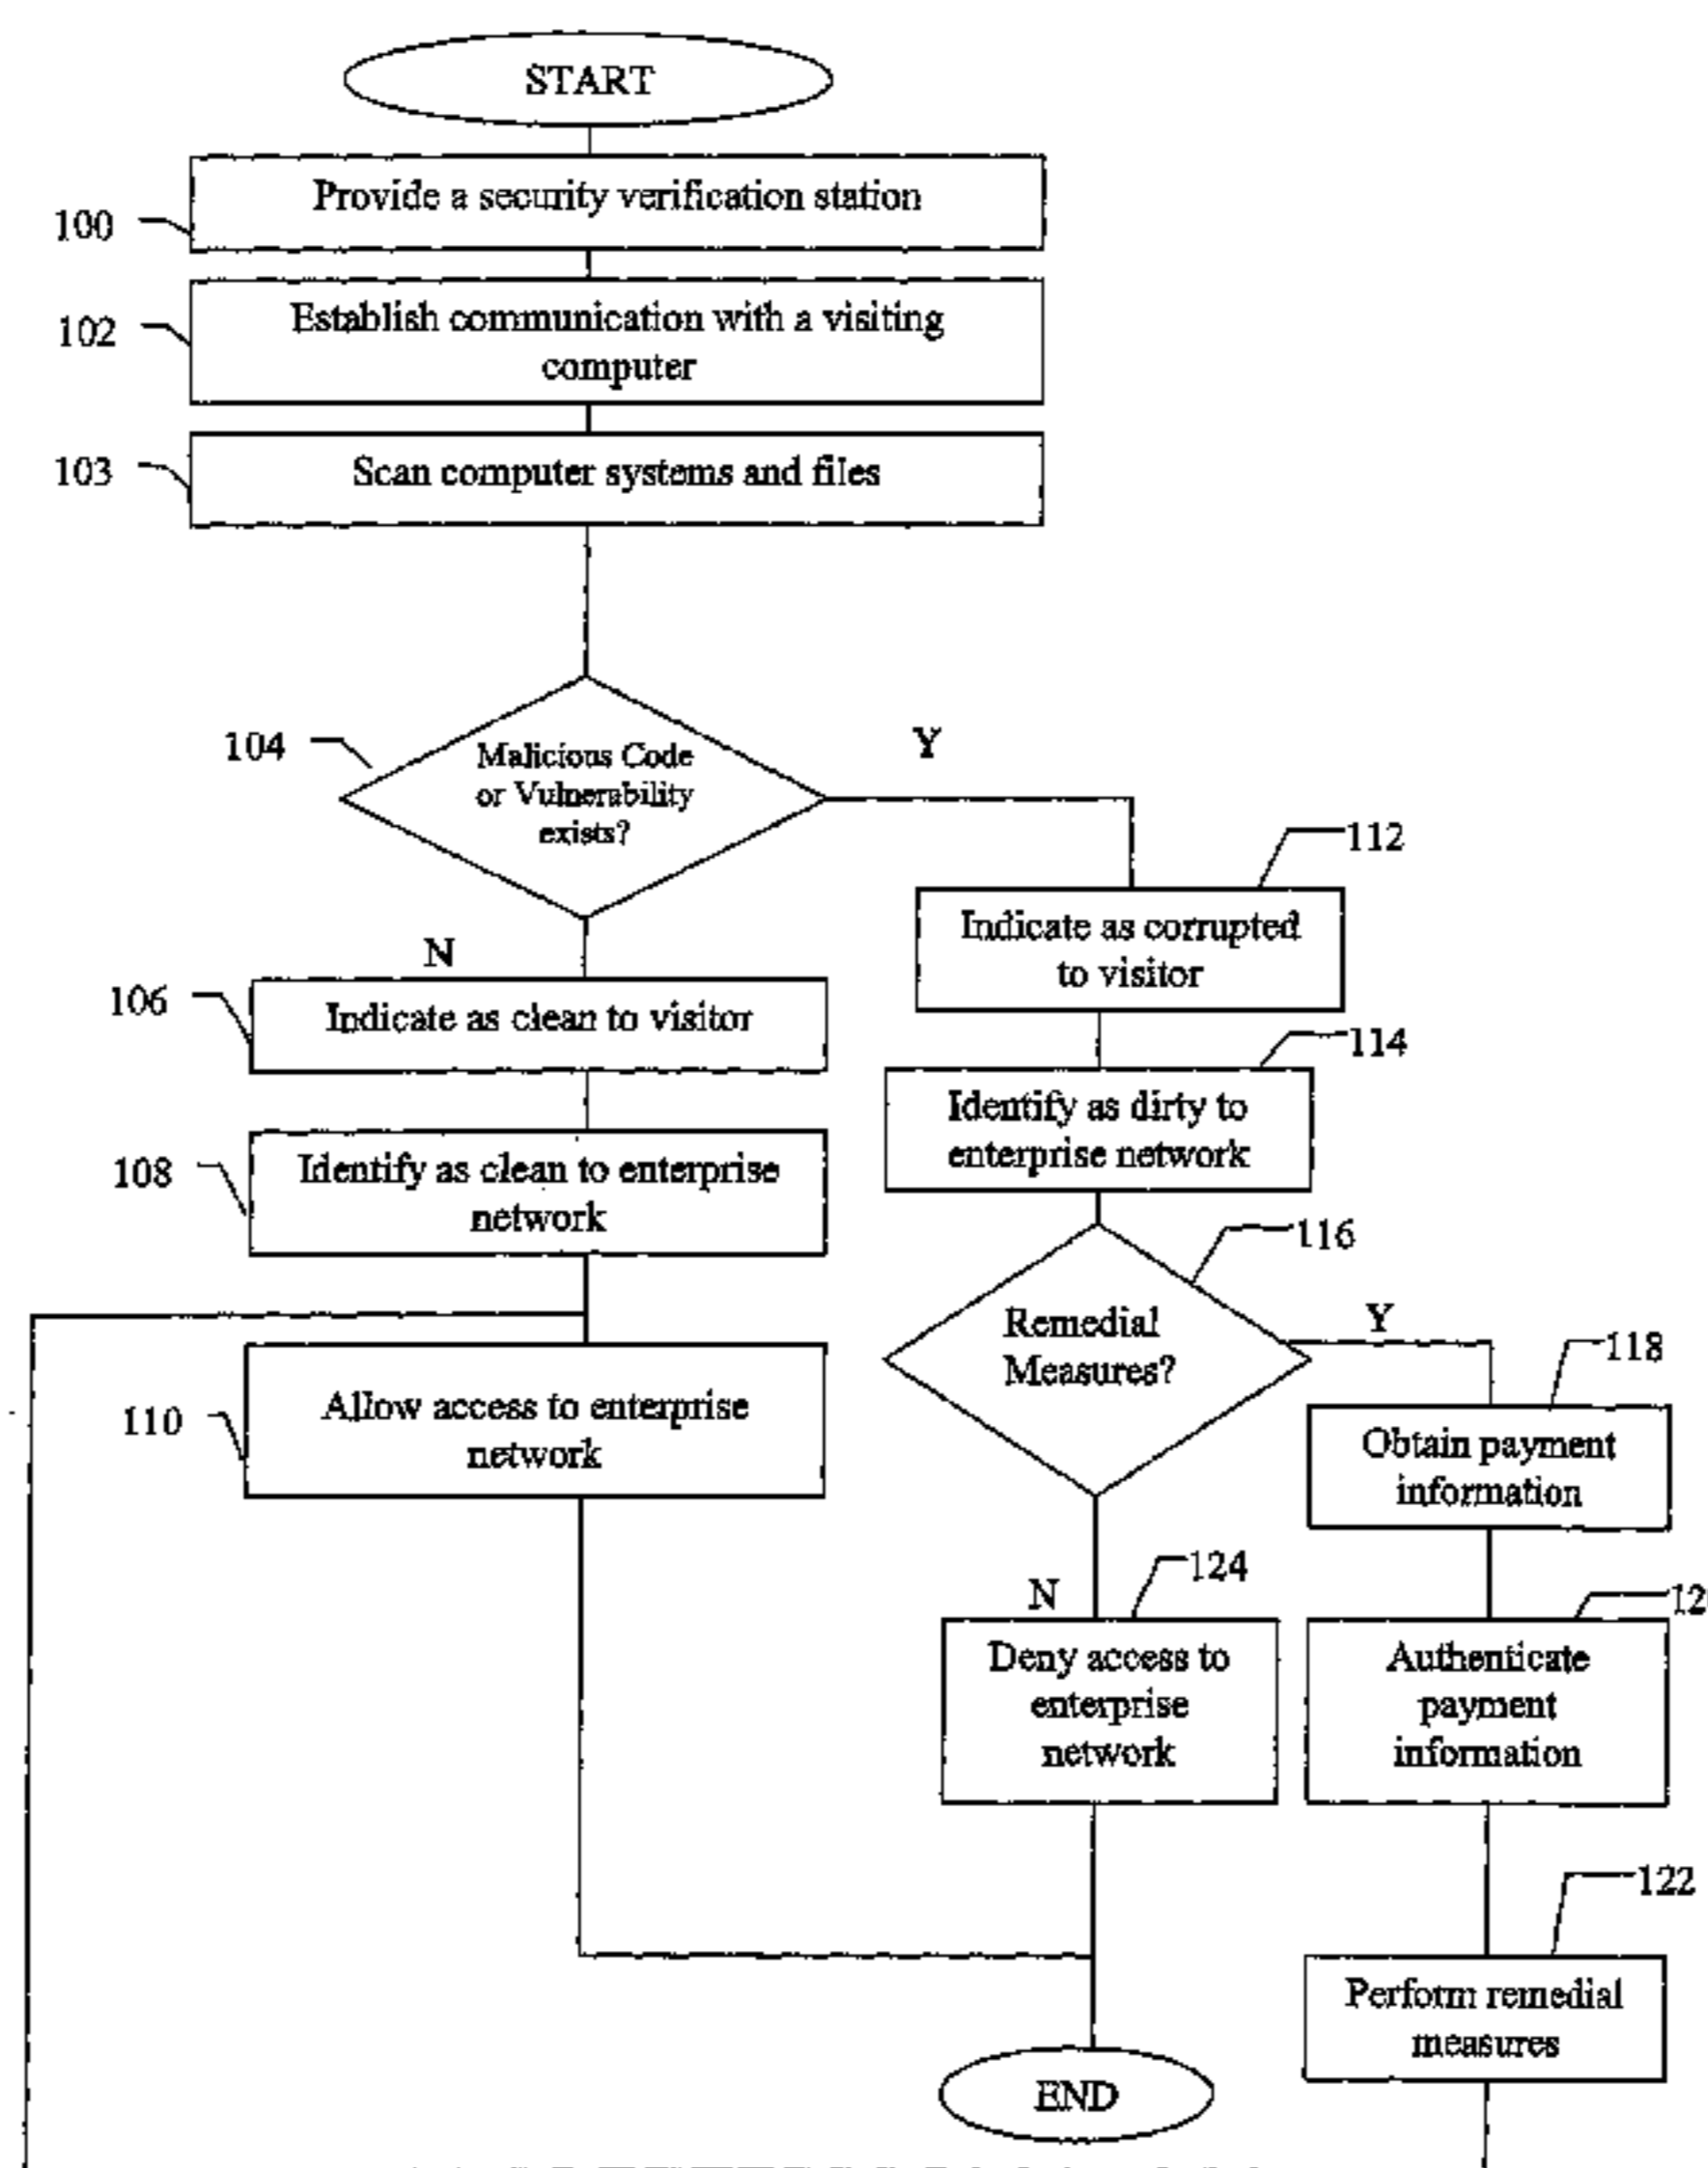 START
Provide a security verification station
100
Establish communication with a visiting
computer
102
Scan computer systems and files
103
Malicious Code
or Vulnerability
exists?
104
Y
112
Indicate as corrupted
to visitor
N
106
Indicate as clean to visitor
114
Identify as dirty to
enterprise network
108
Identify as clean to enterprise
network
116
Remedial
Measures?
Y
118
Allow access to enterprise
network
110
Obtain payment
information
N
124
12
Deny access to
enterprise
network
Authenticate
payment
information
122
Perform remedial
measures
END